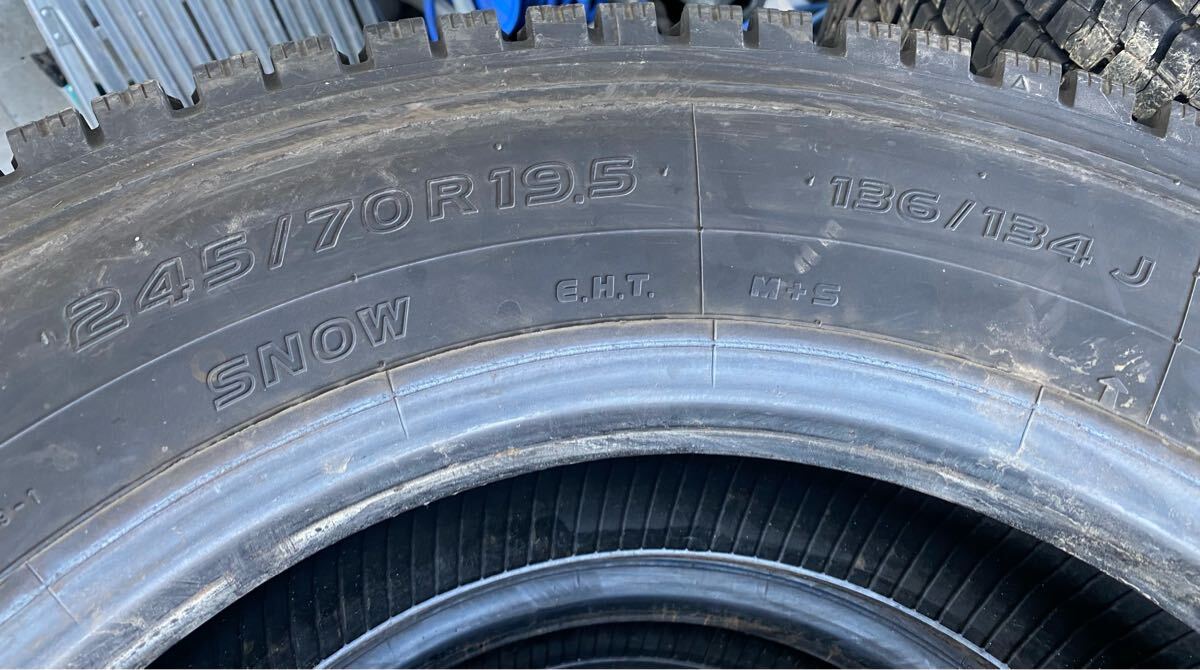 245/70R19.5
136/134 J
SNOW
E.H.T.
M+S